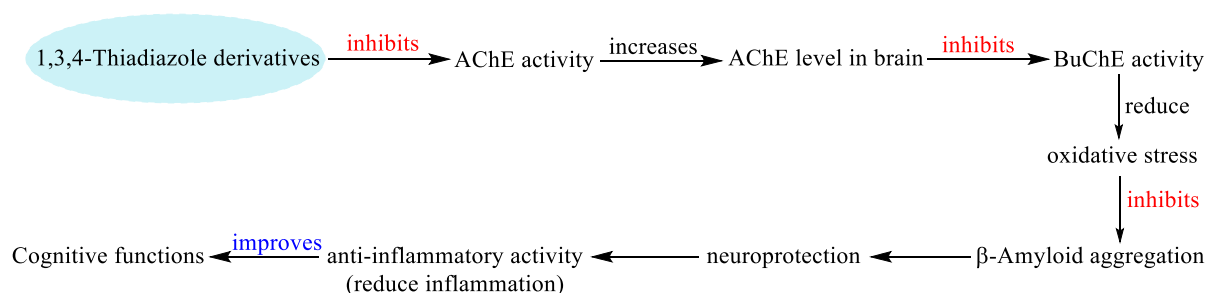 1,3,4-Thiadiazole derivatives inhibits AChE activity increases AChE level in brain inhibits BuChE activity
reduce
oxidative stress
inhibits
Cognitive functions improves anti-inflammatory activity neuroprotection β-Amyloid aggregation
(reduce inflammation)